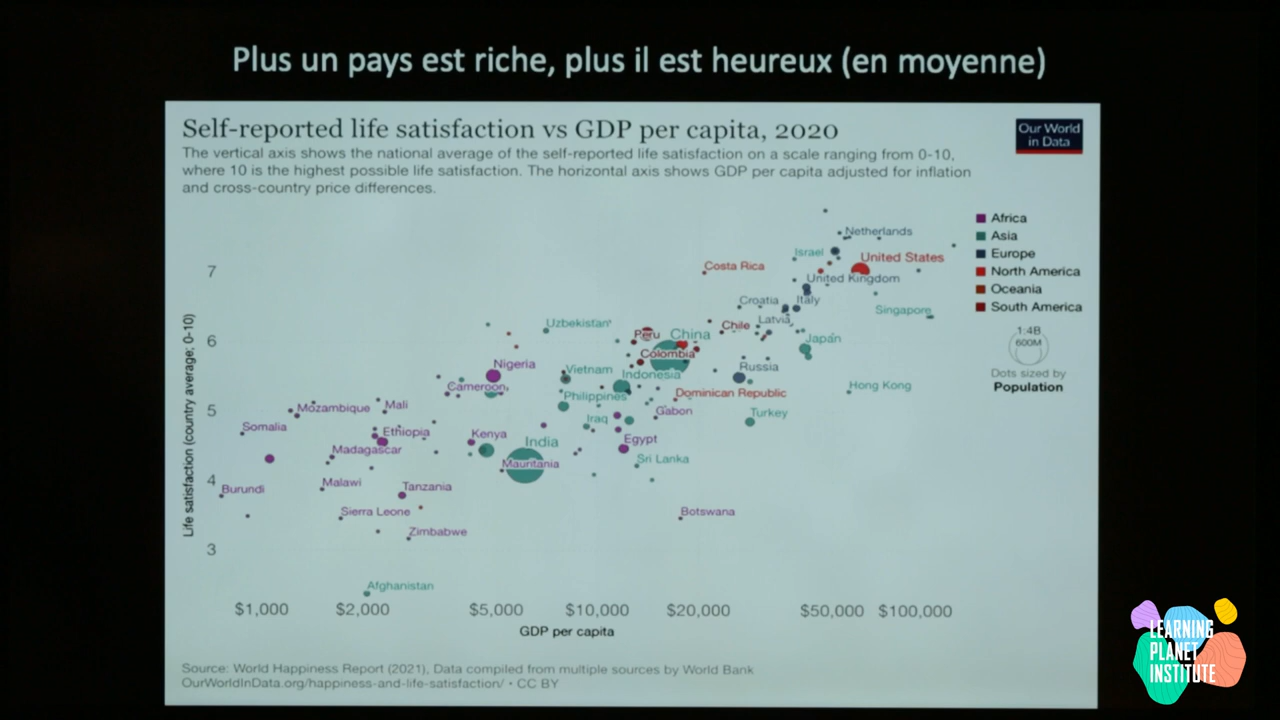 Plus un pays est riche, plus il est heureux (en moyenne)
Self-reported life satisfaction vs GDP per capita, 2020
Our World
in Data
The vertical axis shows the national average of the self-reported life satisfaction on a scale ranging from 0-10,
where 10 is the highest possible life satisfaction. The horizontal axis shows GDP per capita adjusted for inflation
and cross-country price differences.
Life satisfaction (country average; 0-10)
7
6
5
4
3
Netherlands
Israel
United States
Costa Rica
United Kingdom
Croatia
Italy
Singapore
Uzbekistan
Peru
China
Chile
Latvia
Japan
Colombia
Nigeria
Vietnam
Indonesia
Russia
Cameroon
Philippines
Dominican Republic
Hong Kong
Mozambique
Mali
Iraq
Gabon
Turkey
Somalia
Ethiopia
Kenya
India
Egypt
Madagascar
Mauritania
Sri Lanka
Burundi
Malawi
Tanzania
Sierra Leone
Botswana
Zimbabwe
Afghanistan
Africa
Asia
Europe
North America
Oceania
South America
1:4B
600M
Dots sized by
Population
$1,000
$2,000
$5,000
$10,000
$20,000
$50,000
$100,000
GDP per capita
Source: World Happiness Report (2021), Data compiled from multiple sources by World Bank
OurWorldInData.org/happiness-and-life-satisfaction/ • CC BY
LEARNING
PLANET
INSTITUTE